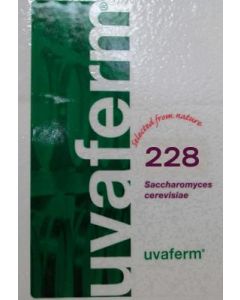 uvaferm®
Selected from nature
228
Saccharomyces
cerevisiae
uvaferm®